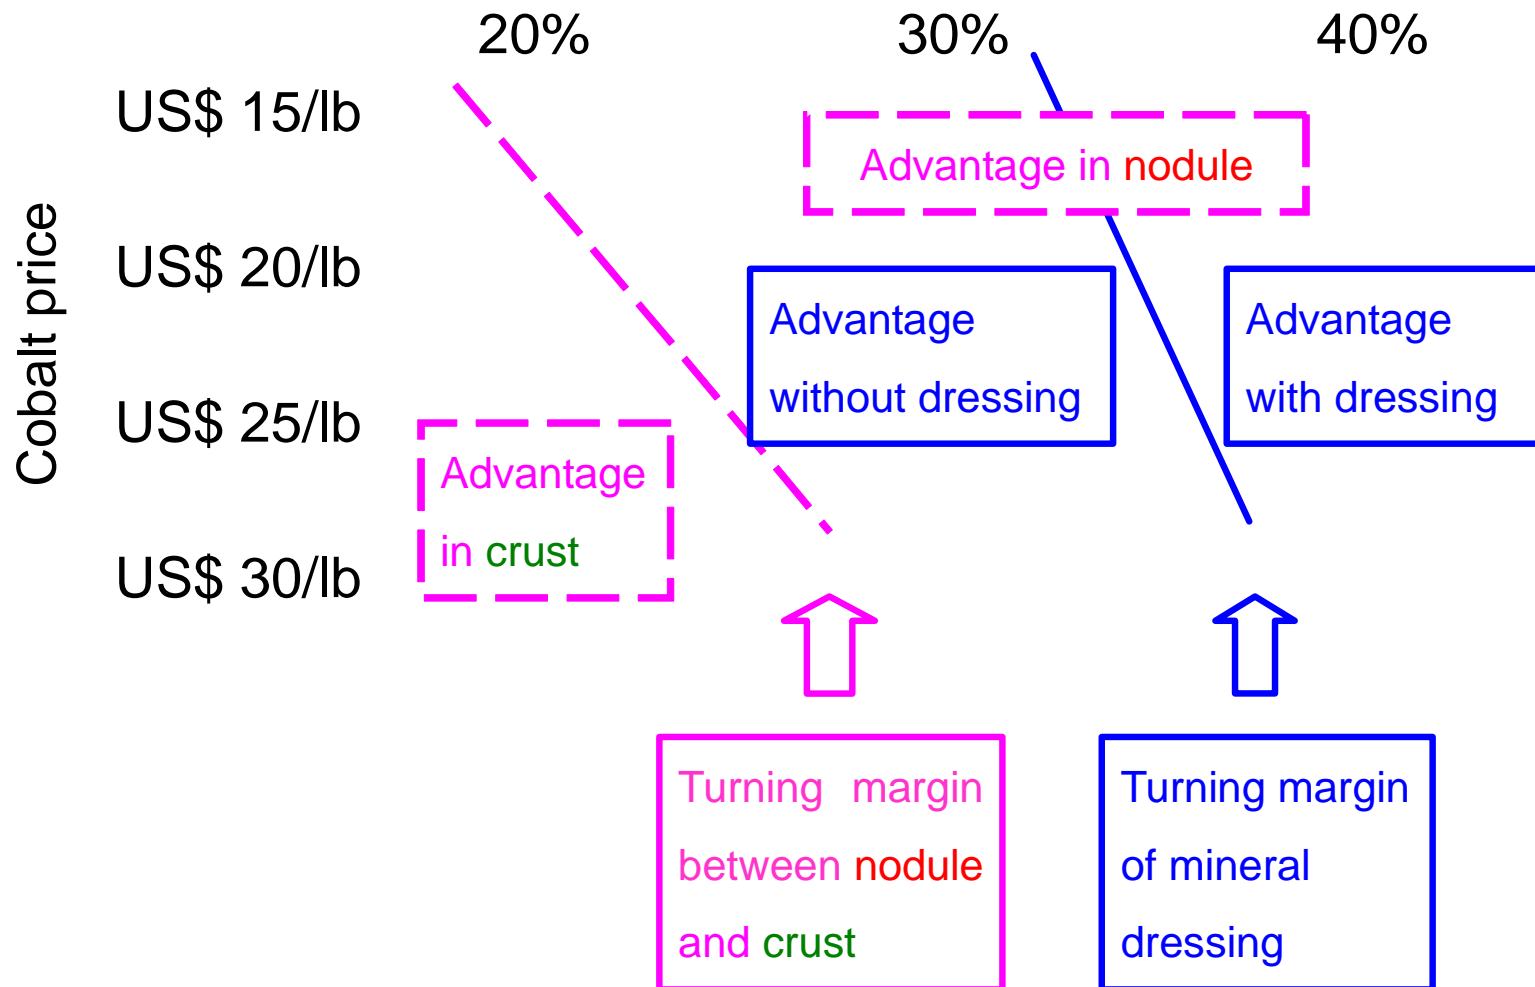 20% 30% 40%
US$ 15/lb
Advantage in nodule
Cobalt price
US$ 20/lb
Advantage
without dressing
Advantage
with dressing
US$ 25/lb
Advantage
in crust
US$ 30/lb
Turning margin
between nodule
and crust
Turning margin
of mineral
dressing